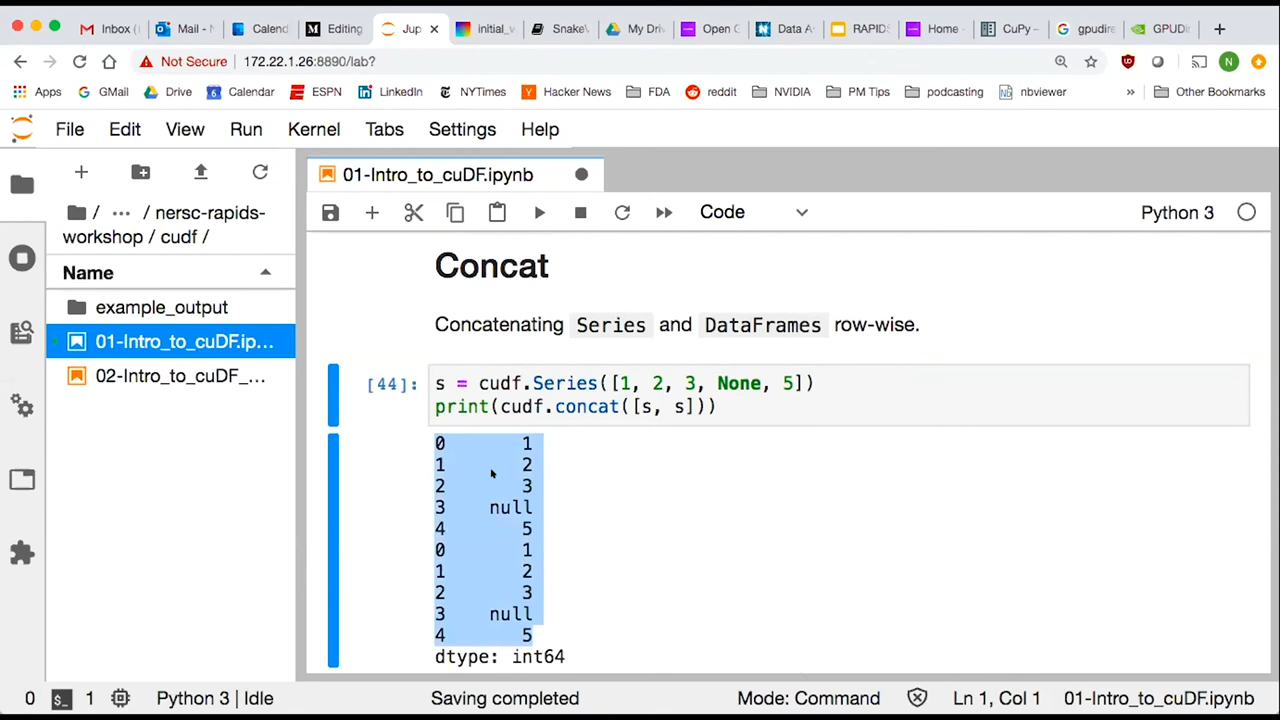 Inbox (
Mail -
Calend
Editing
Jup
initial_v
Snake\
My Driv
Open G
Data A
RAPIDS
Home
CuPy –
gpudire
GPUDi
Not Secure 172.22.1.26:8890/lab?
Apps GMail Drive Calendar ESPN LinkedIn NYTimes Hacker News FDA reddit NVIDIA PM Tips podcasting nbviewer » Other Bookmarks
File Edit View Run Kernel Tabs Settings Help
01-Intro_to_cuDF.ipynb
/ ... / nersc-rapids-
workshop / cudf /
Code Python 3
Name
example_output
01-Intro_to_cuDF.ip...
02-Intro_to_cuDF_...
Concat
Concatenating Series and DataFrames row-wise.
[44]: s = cudf.Series([1, 2, 3, None, 5])
print(cudf.concat([s, s]))
0 1
1 2
2 3
3 null
4 5
0 1
1 2
2 3
3 null
4 5
dtype: int64
0 $_ 1 Python 3 | Idle Saving completed Mode: Command Ln 1, Col 1 01-Intro_to_cuDF.ipynb